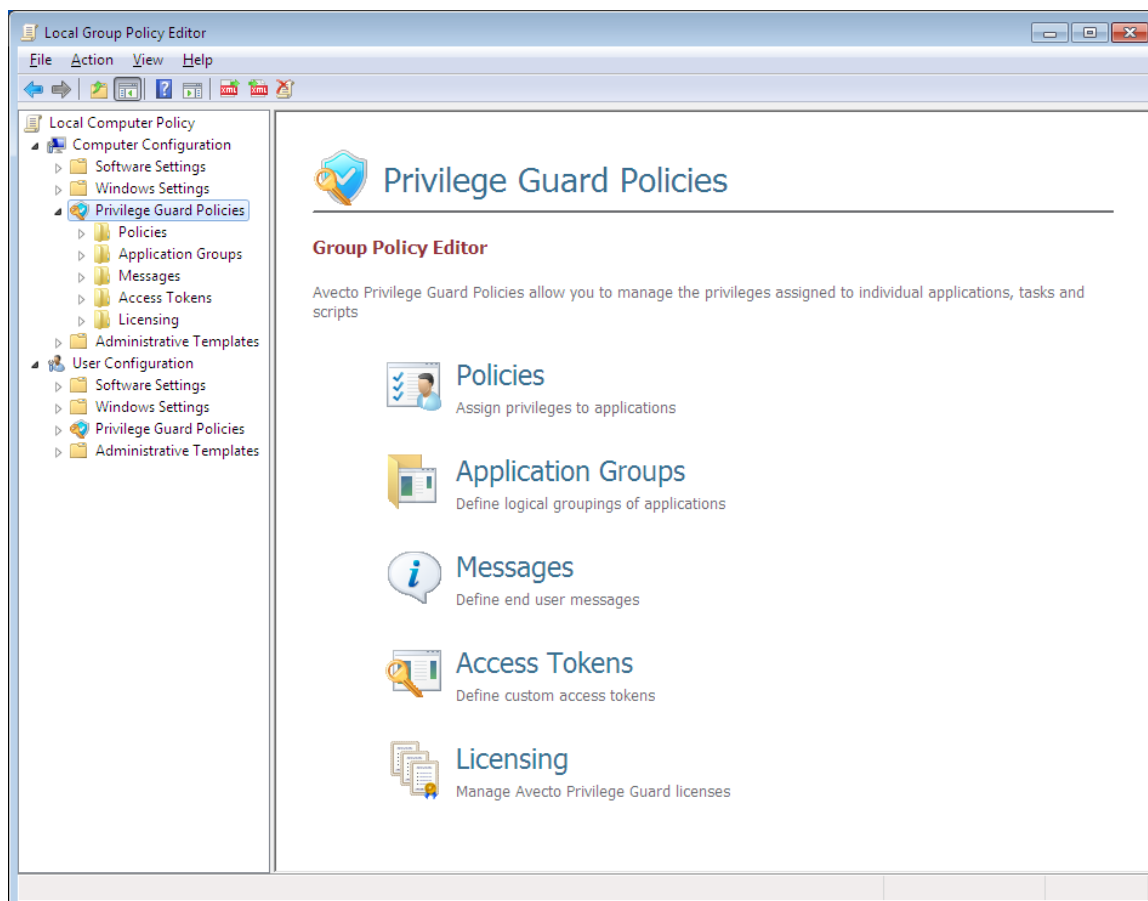 Local Group Policy Editor
File Action View Help
xml xml
Local Computer Policy
Computer Configuration
Software Settings
Windows Settings
Privilege Guard Policies
Policies
Application Groups
Messages
Access Tokens
Licensing
Administrative Templates
User Configuration
Software Settings
Windows Settings
Privilege Guard Policies
Administrative Templates
Privilege Guard Policies
Group Policy Editor
Avecto Privilege Guard Policies allow you to manage the privileges assigned to individual applications, tasks and
scripts
Policies
Assign privileges to applications
Application Groups
Define logical groupings of applications
Messages
Define end user messages
Access Tokens
Define custom access tokens
Licensing
Manage Avecto Privilege Guard licenses